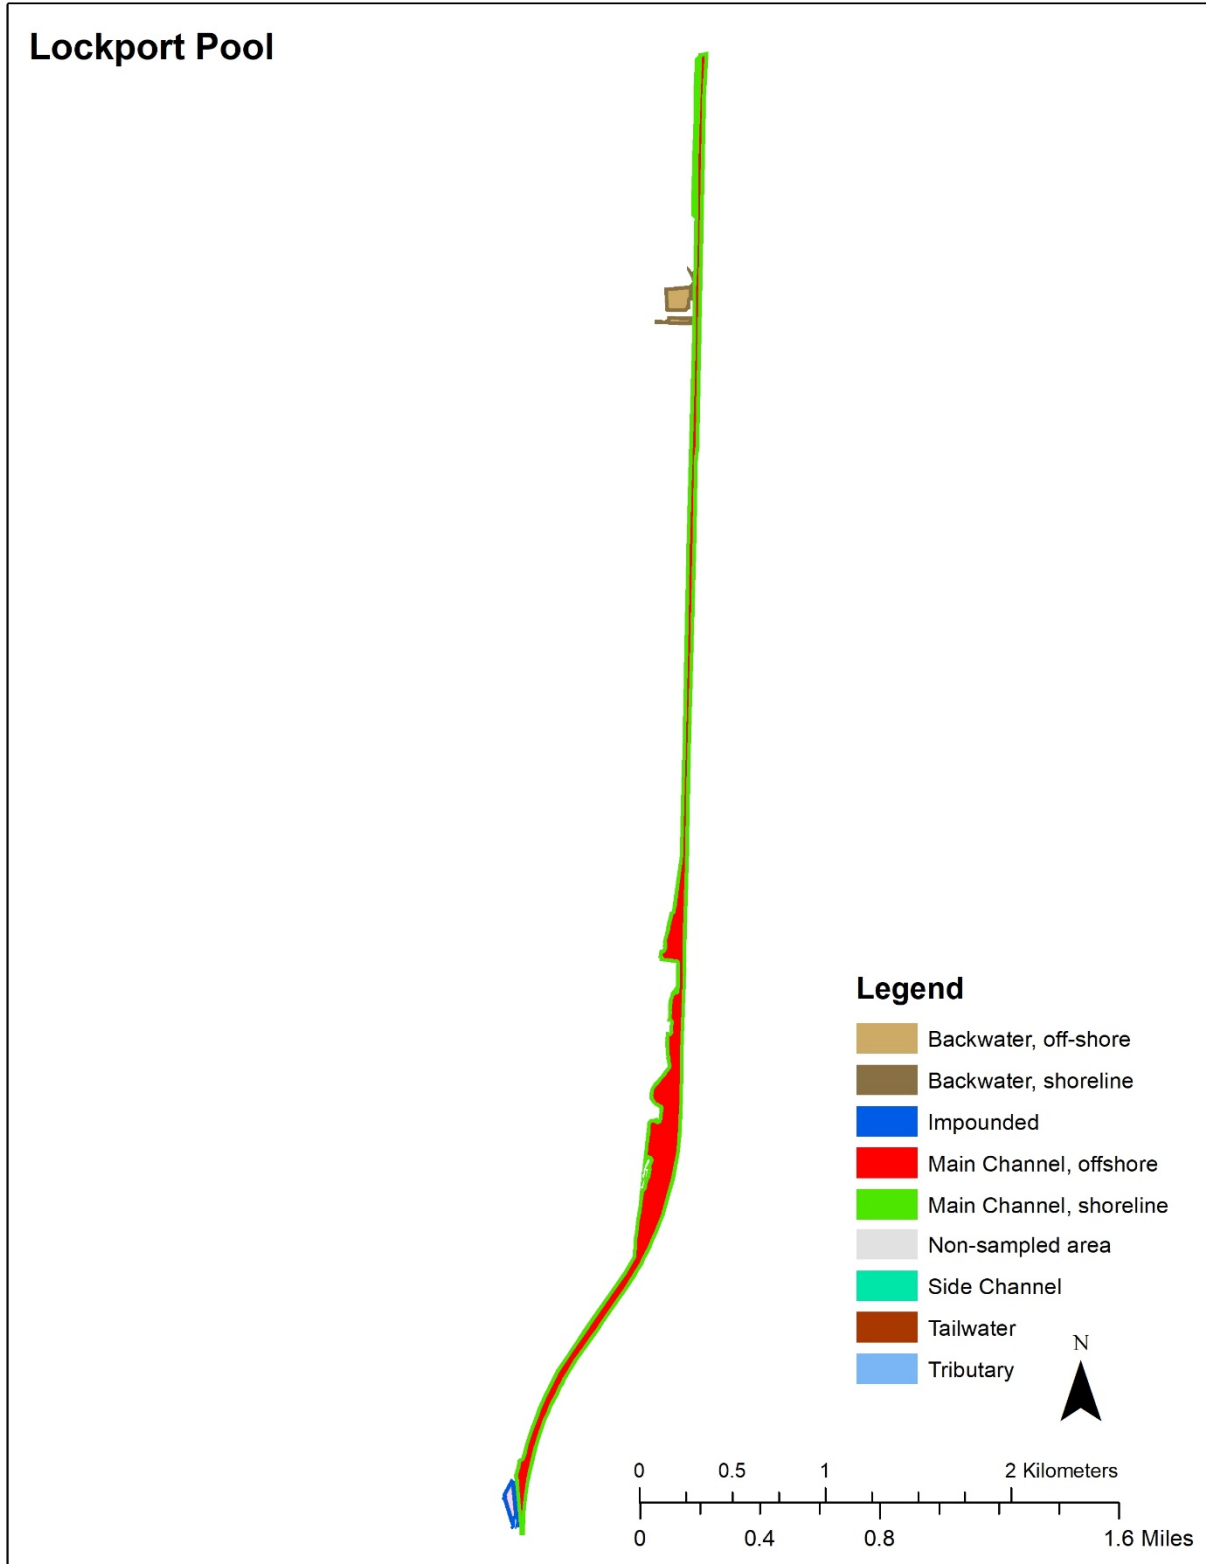 Lockport Pool
Legend
Backwater, off-shore
Backwater, shoreline
Impounded
Main Channel, offshore
Main Channel, shoreline
Non-sampled area
Side Channel
Tailwater
Tributary
N
0 0.5 1 2 Kilometers
0 0.4 0.8 1.6 Miles